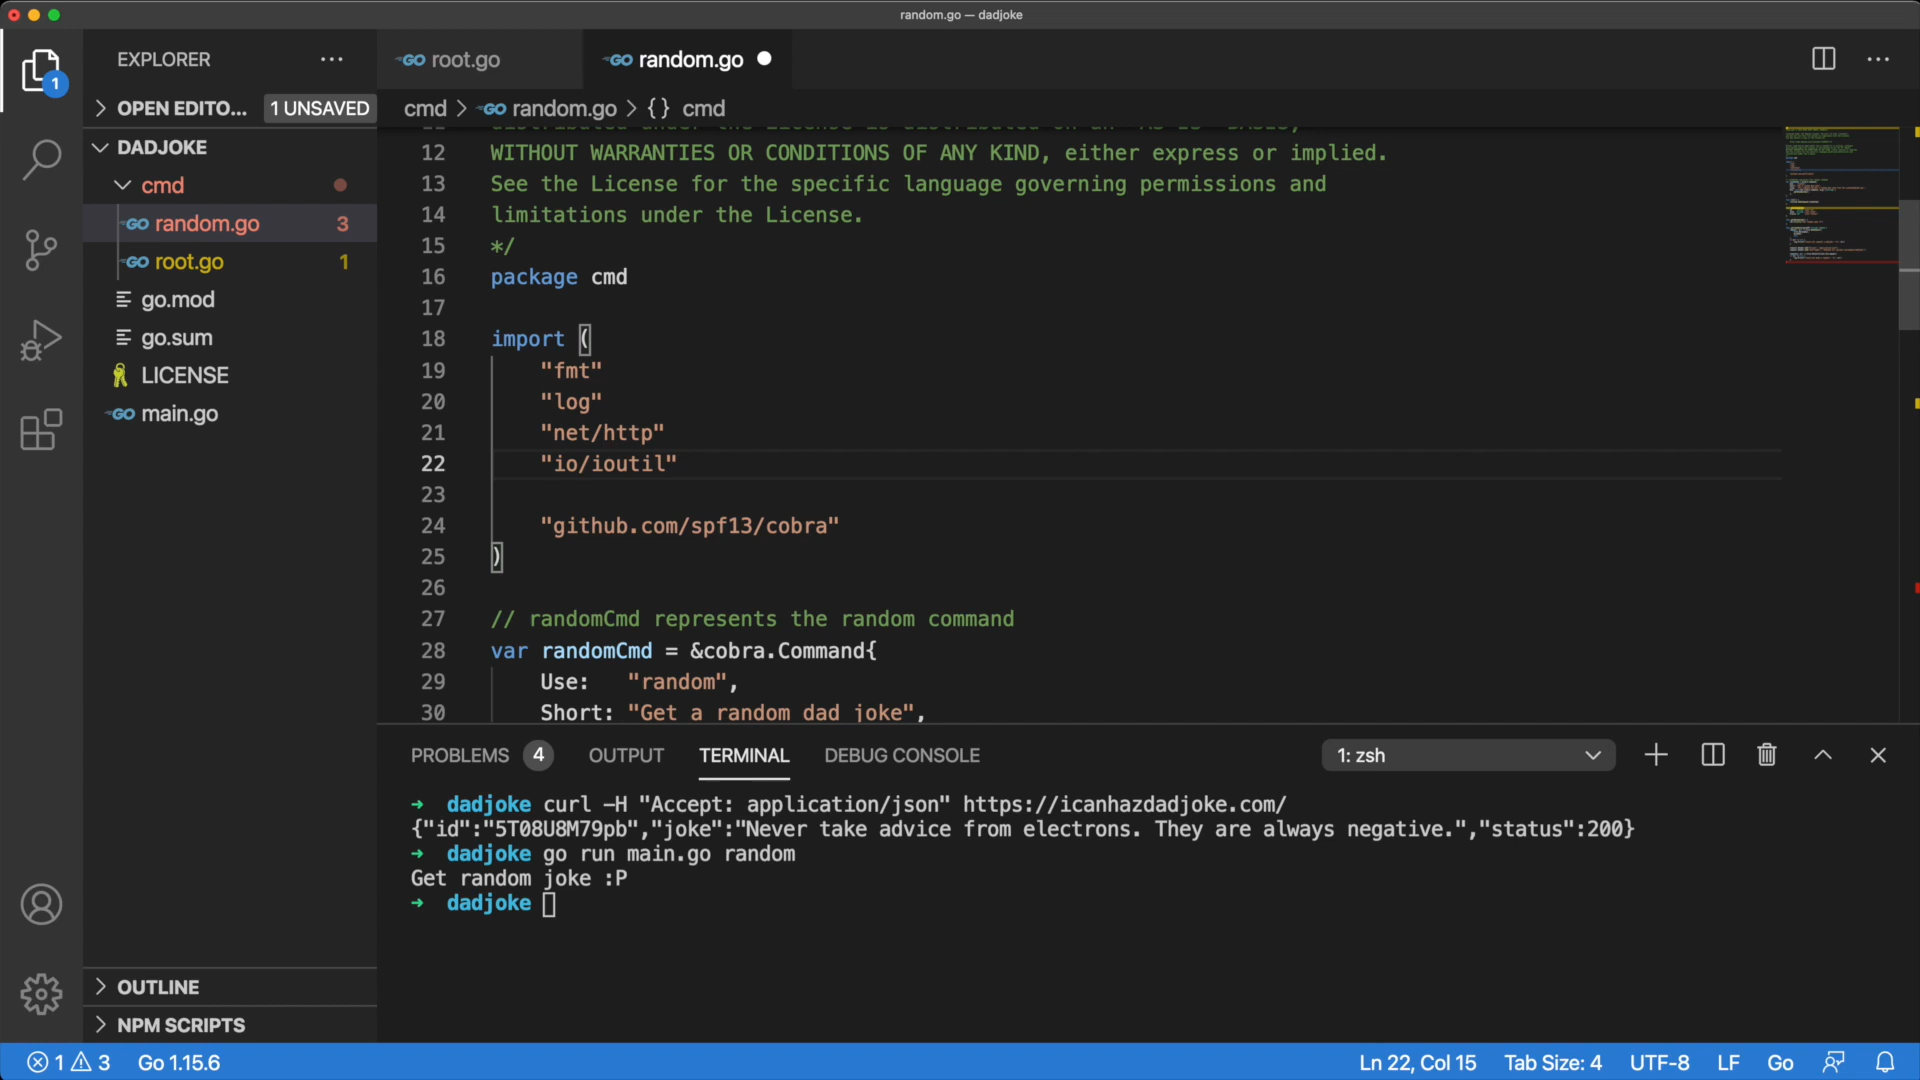 random.go — dadjoke
EXPLORER
OPEN EDITO...
1 UNSAVED
DADJOKE
cmd
GO random.go 3
GO root.go 1
go.mod
go.sum
LICENSE
GO main.go
OUTLINE
NPM SCRIPTS
1
GO root.go
GO random.go
cmd > GO random.go > {} cmd
12 WITHOUT WARRANTIES OR CONDITIONS OF ANY KIND, either express or implied.
13 See the License for the specific language governing permissions and
14 limitations under the License.
15 */
16 package cmd
17
18 import (
19 "fmt"
20 "log"
21 "net/http"
22 "io/ioutil"
23
24 "github.com/spf13/cobra"
25 )
26
27 // randomCmd represents the random command
28 var randomCmd = &cobra.Command{
29 Use:   "random",
30 Short: "Get a random dad joke",
PROBLEMS 4 OUTPUT TERMINAL DEBUG CONSOLE
1: zsh
➜ dadjoke curl -H "Accept: application/json" https://icanhazdadjoke.com/
{"id":"5T08U8M79pb","joke":"Never take advice from electrons. They are always negative.","status":200}
➜ dadjoke go run main.go random
Get random joke :P
➜ dadjoke
1 3 Go 1.15.6
Ln 22, Col 15 Tab Size: 4 UTF-8 LF Go